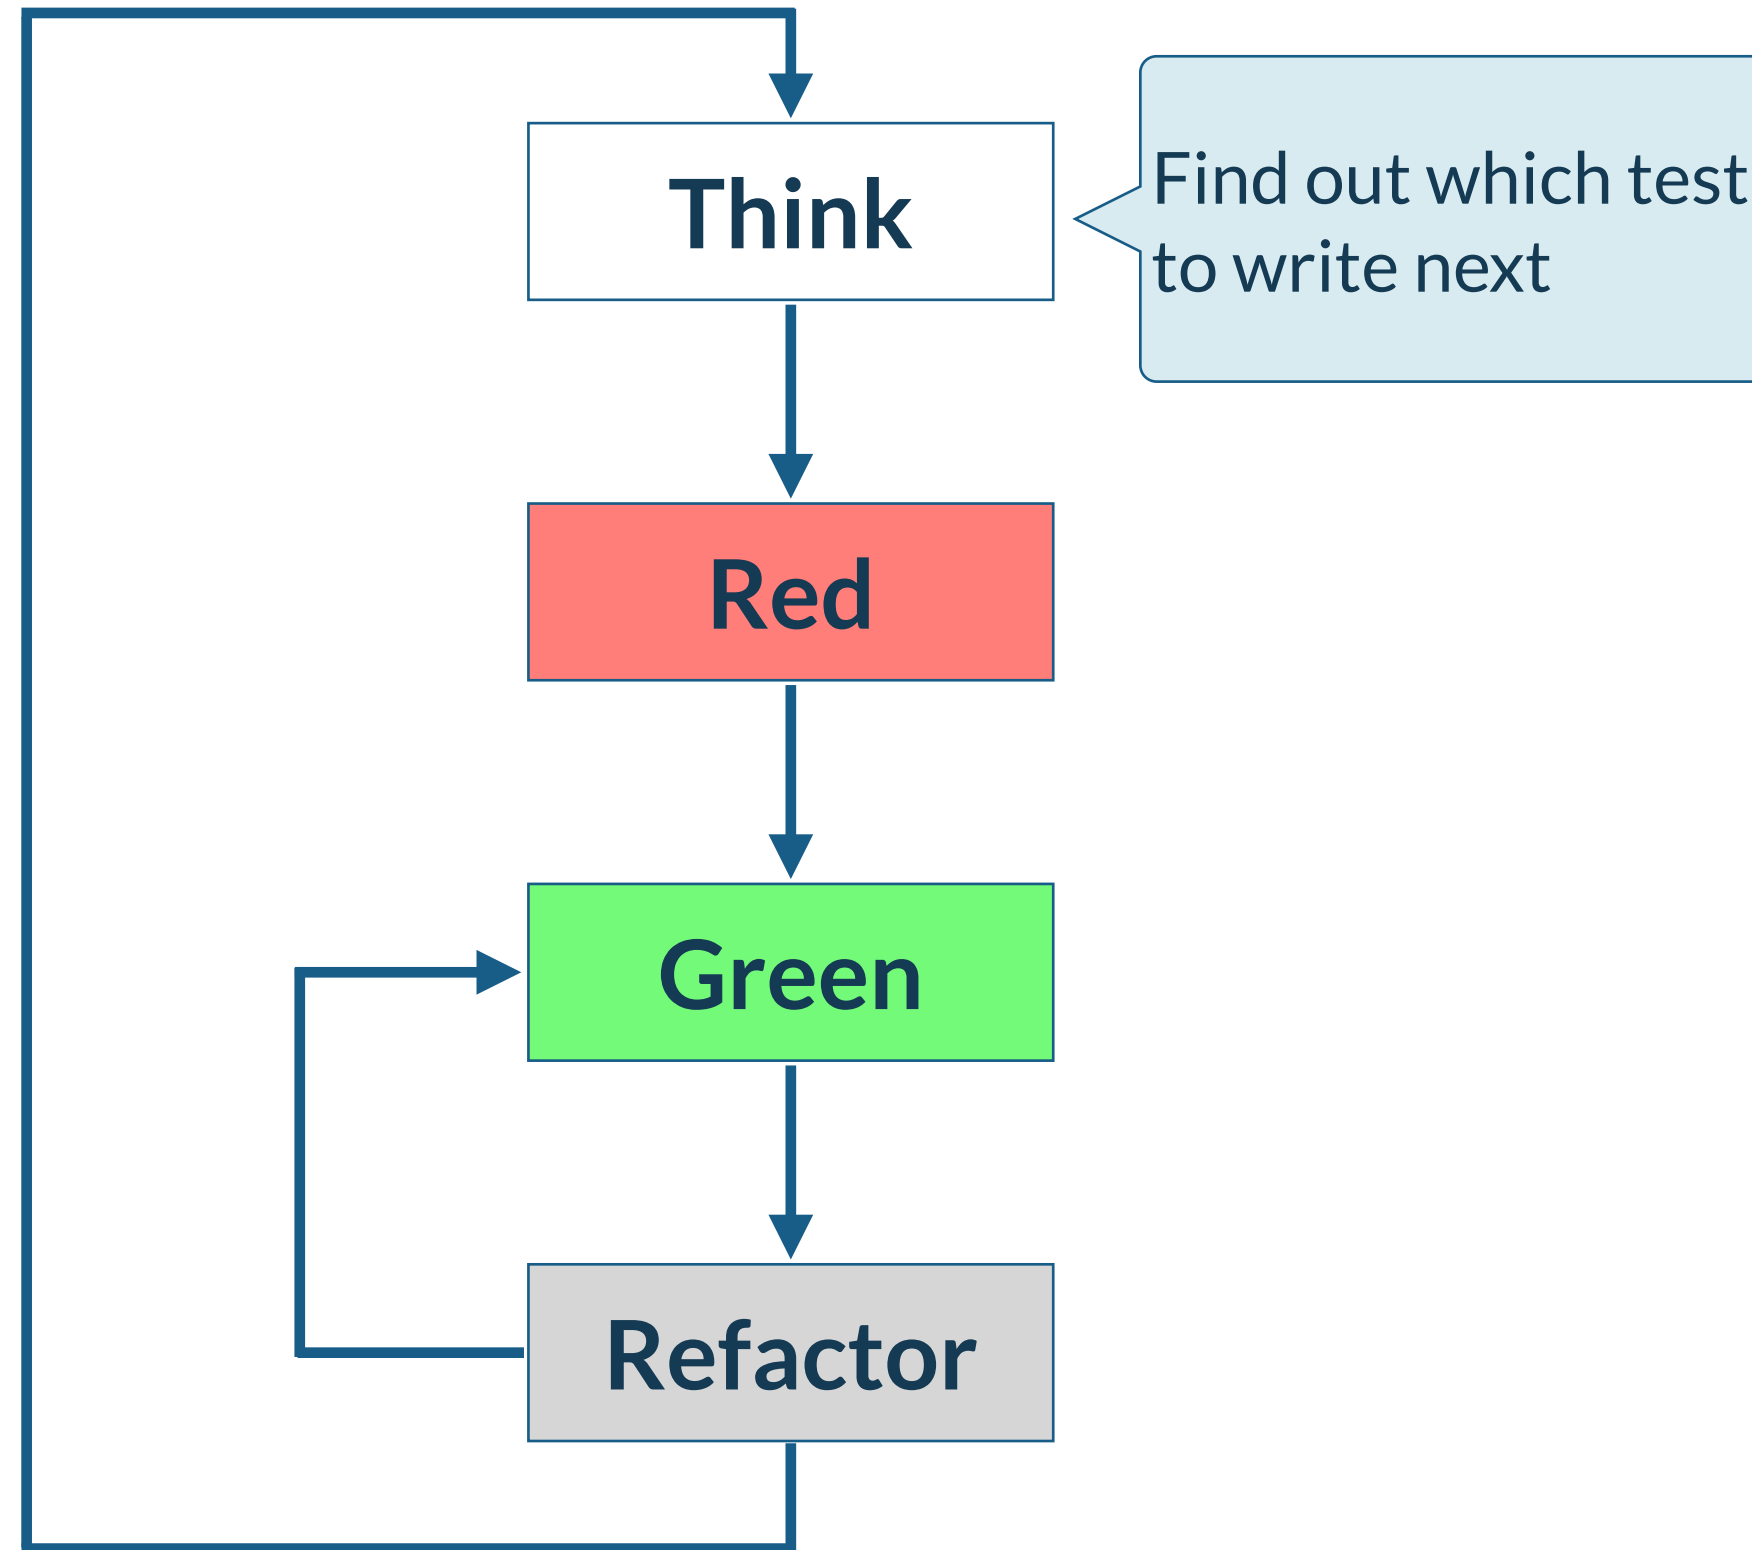 Think
Find out which test
to write next
Red
Green
Refactor